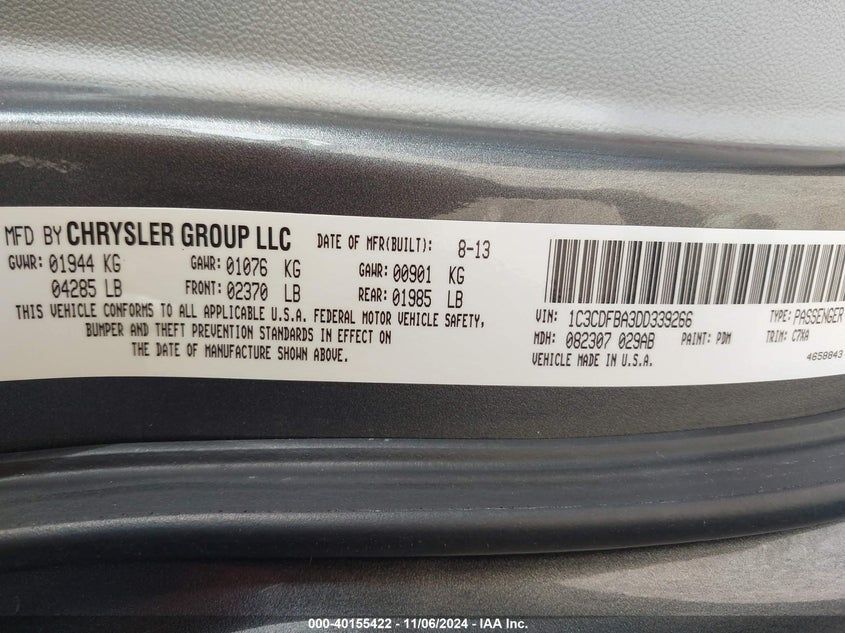 MFD BY CHRYSLER GROUP LLC DATE OF MFR(BUILT): 8-13
GVWR: 01944 KG GAWR: 01076 KG GAWR: 00901 KG
04285 LB FRONT: 02370 LB REAR: 01985 LB
THIS VEHICLE CONFORMS TO ALL APPLICABLE U.S.A. FEDERAL MOTOR VEHICLE SAFETY,
BUMPER AND THEFT PREVENTION STANDARDS IN EFFECT ON
THE DATE OF MANUFACTURE SHOWN ABOVE.
VIN: 1C3CDFBA3DD339266 TYPE: PASSENGER
MDH: 082307 029AB PAINT: PDM TRIM: C7XA
VEHICLE MADE IN U.S.A. 4658843
000-40155422 - 11/06/2024 - IAA Inc.